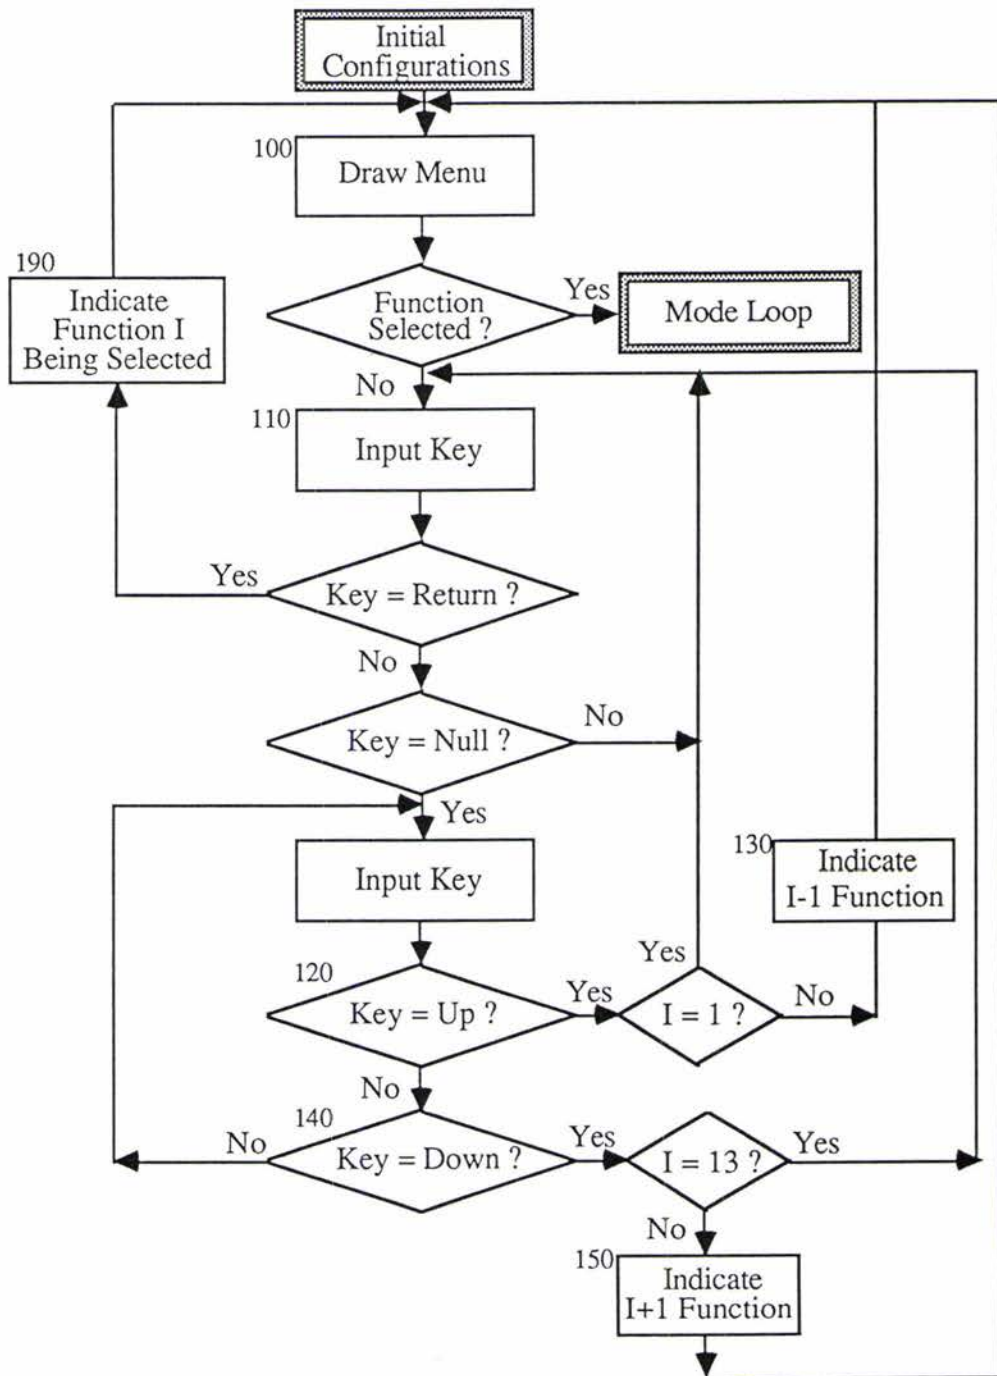 Initial
Configurations
100
Draw Menu
190
Indicate
Function I
Being Selected
Function
Selected ?
Yes
Mode Loop
No
110
Input Key
Yes
Key = Return ?
No
Key = Null ?
No
Yes
Input Key
130
Indicate
I-1 Function
120
Key = Up ?
Yes
Yes
I = 1 ?
No
No
140
No
Key = Down ?
Yes
I = 13 ?
Yes
No
150
Indicate
I+1 Function